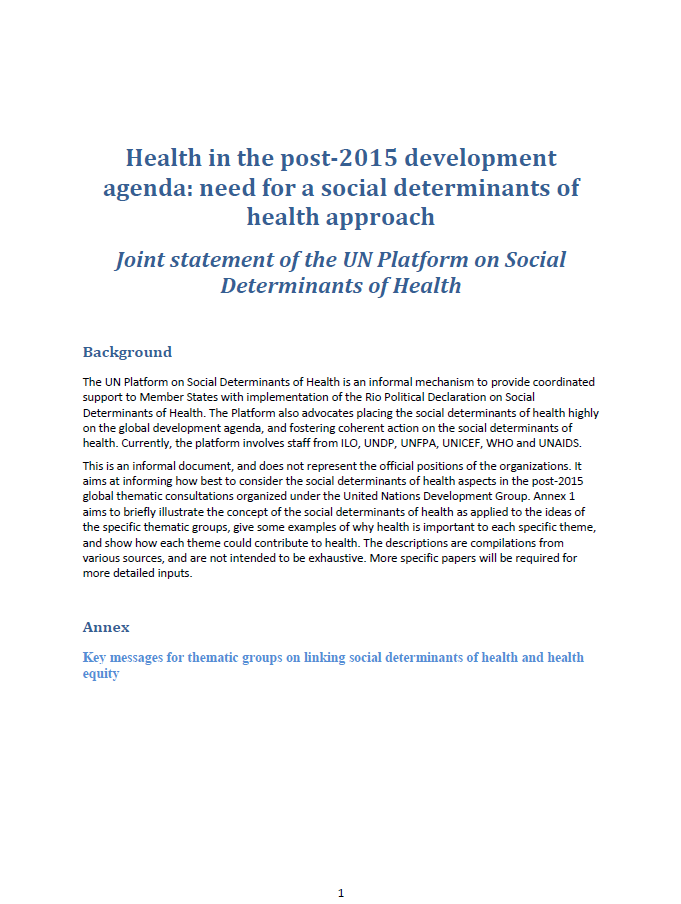 Health in the post-2015 development
agenda: need for a social determinants of
health approach
Joint statement of the UN Platform on Social
Determinants of Health
Background
The UN Platform on Social Determinants of Health is an informal mechanism to provide coordinated
support to Member States with implementation of the Rio Political Declaration on Social
Determinants of Health. The Platform also advocates placing the social determinants of health highly
on the global development agenda, and fostering coherent action on the social determinants of
health. Currently, the platform involves staff from ILO, UNDP, UNFPA, UNICEF, WHO and UNAIDS.
This is an informal document, and does not represent the official positions of the organizations. It
aims at informing how best to consider the social determinants of health aspects in the post-2015
global thematic consultations organized under the United Nations Development Group. Annex 1
aims to briefly illustrate the concept of the social determinants of health as applied to the ideas of
the specific thematic groups, give some examples of why health is important to each specific theme,
and show how each theme could contribute to health. The descriptions are compilations from
various sources, and are not intended to be exhaustive. More specific papers will be required for
more detailed inputs.
Annex
Key messages for thematic groups on linking social determinants of health and health
equity
1